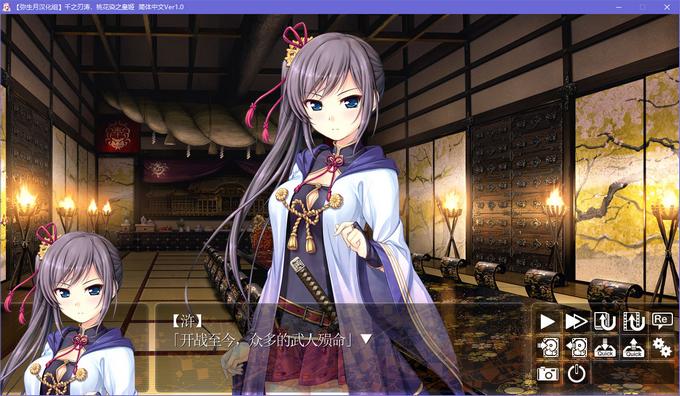 【弥生月汉化组】千之刃涛、桃花染之皇姬 简体中文Ver1.0
【浒】
「开战至今，众多的武人殒命」▼
Re
Quick
Quick